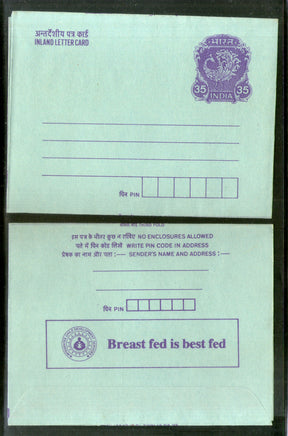 अन्तर्देशीय पत्र कार्ड
INLAND LETTER CARD
भारत
35 35
INDIA
पिन PIN
इस पत्र के भीतर कुछ न रखिये NO ENCLOSURES ALLOWED
पते में पिन कोड लिखें WRITE PIN CODE IN ADDRESS
प्रेषक का नाम और पता :— SENDER'S NAME AND ADDRESS :—
पिन PIN
Breast fed is best fed